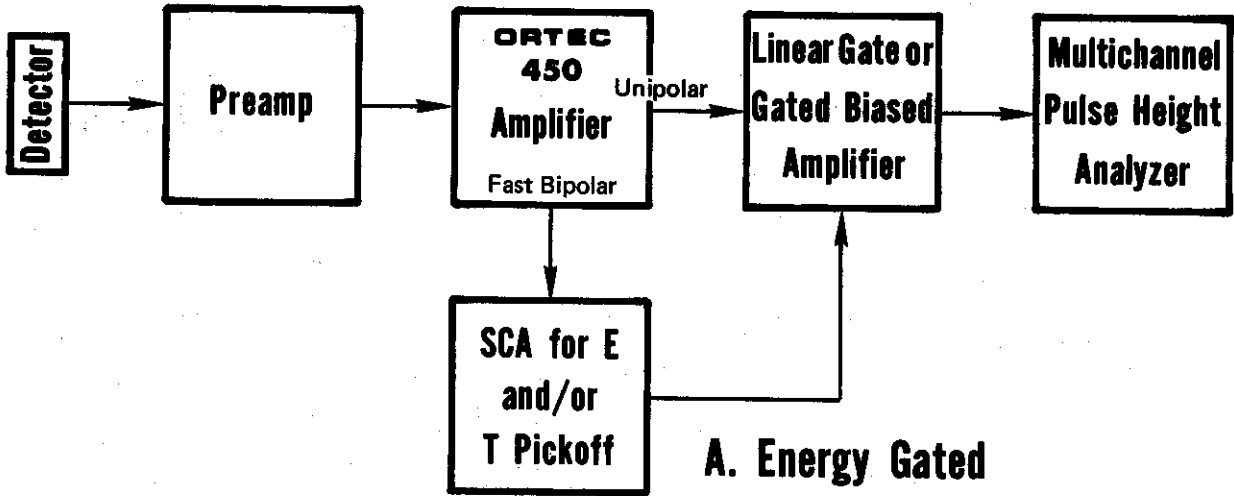 Detector
Preamp
ORTEC
450
Amplifier
Unipolar
Fast Bipolar
Linear Gate or
Gated Biased
Amplifier
Multichannel
Pulse Height
Analyzer
SCA for E
and/or
T Pickoff
A. Energy Gated